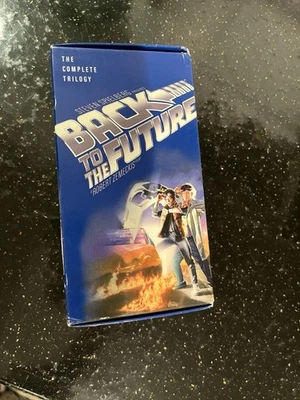 THE
COMPLETE
TRILOGY
STEVEN SPIELBERG
BACK
TO
THE FUTURE
ROBERT ZEMECKIS